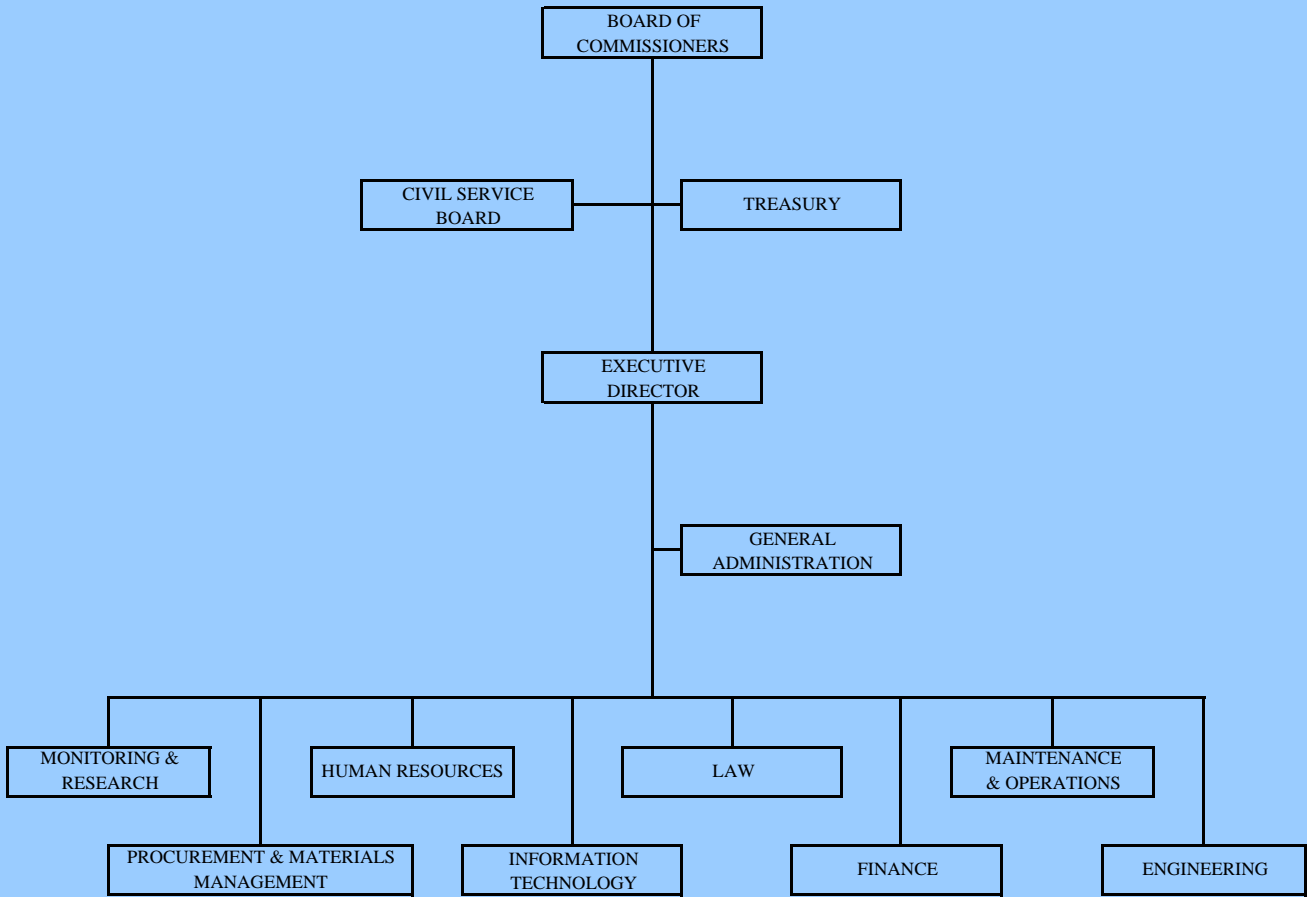 BOARD OF
COMMISSIONERS
CIVIL SERVICE
BOARD
TREASURY
EXECUTIVE
DIRECTOR
GENERAL
ADMINISTRATION
MONITORING &
RESEARCH
HUMAN RESOURCES
LAW
MAINTENANCE
& OPERATIONS
PROCUREMENT & MATERIALS
MANAGEMENT
INFORMATION
TECHNOLOGY
FINANCE
ENGINEERING